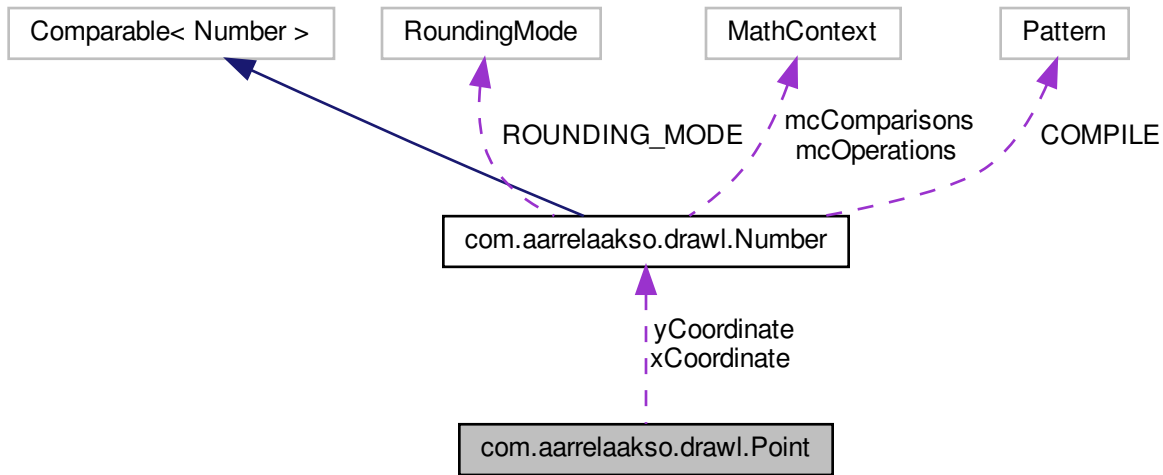 Comparable< Number >
RoundingMode
MathContext
Pattern
ROUNDING_MODE
mcComparisons
mcOperations
COMPILE
com.aarrelaakso.drawl.Number
yCoordinate
xCoordinate
com.aarrelaakso.drawl.Point